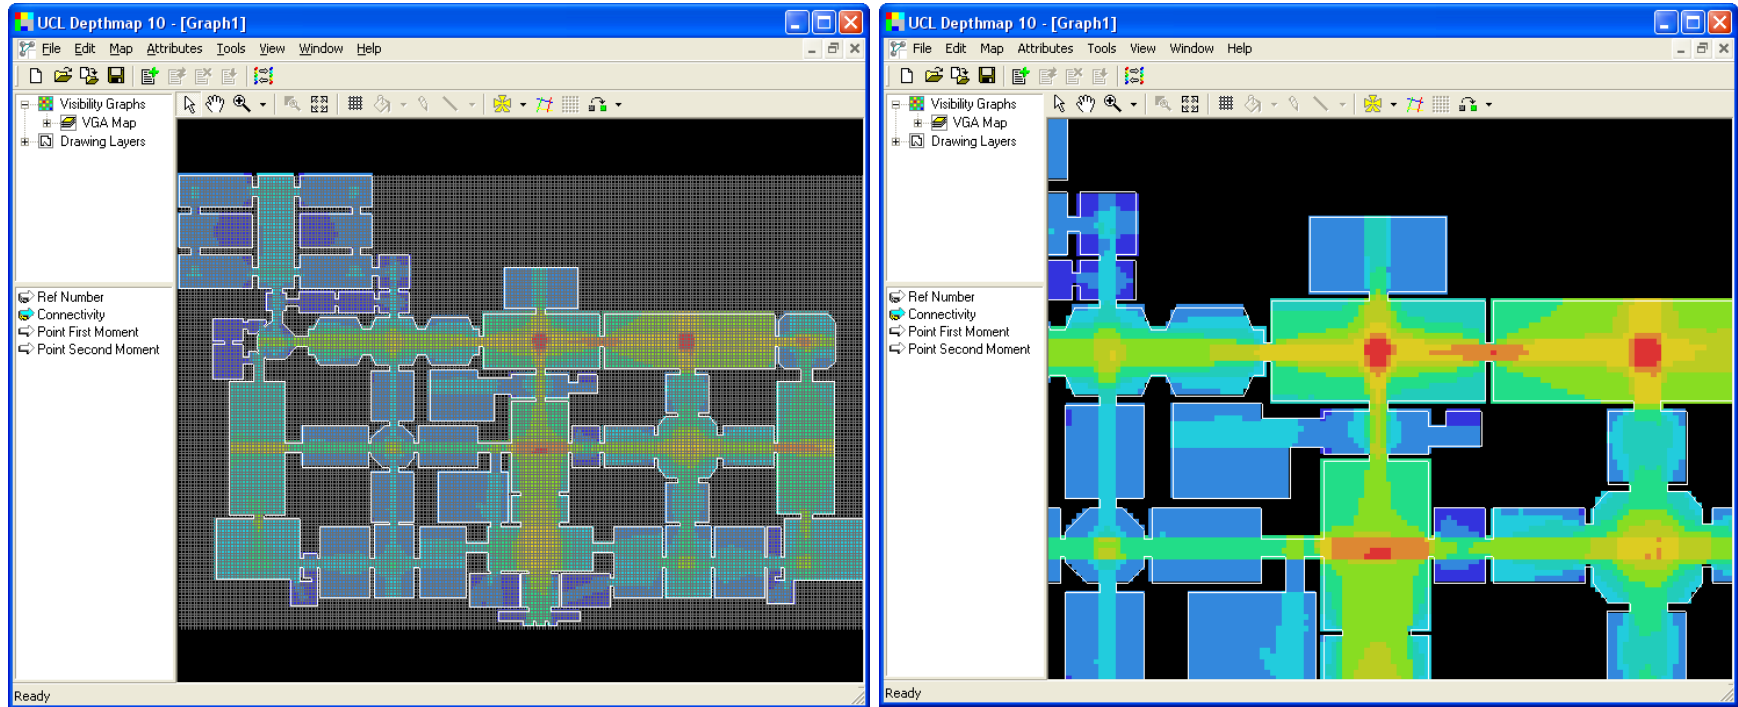 UCL Depthmap 10 - [Graph1]
File Edit Map Attributes Tools View Window Help
Visibility Graphs
VGA Map
Drawing Layers
Ref Number
Connectivity
Point First Moment
Point Second Moment
Ready
UCL Depthmap 10 - [Graph1]
File Edit Map Attributes Tools View Window Help
Visibility Graphs
VGA Map
Drawing Layers
Ref Number
Connectivity
Point First Moment
Point Second Moment
Ready